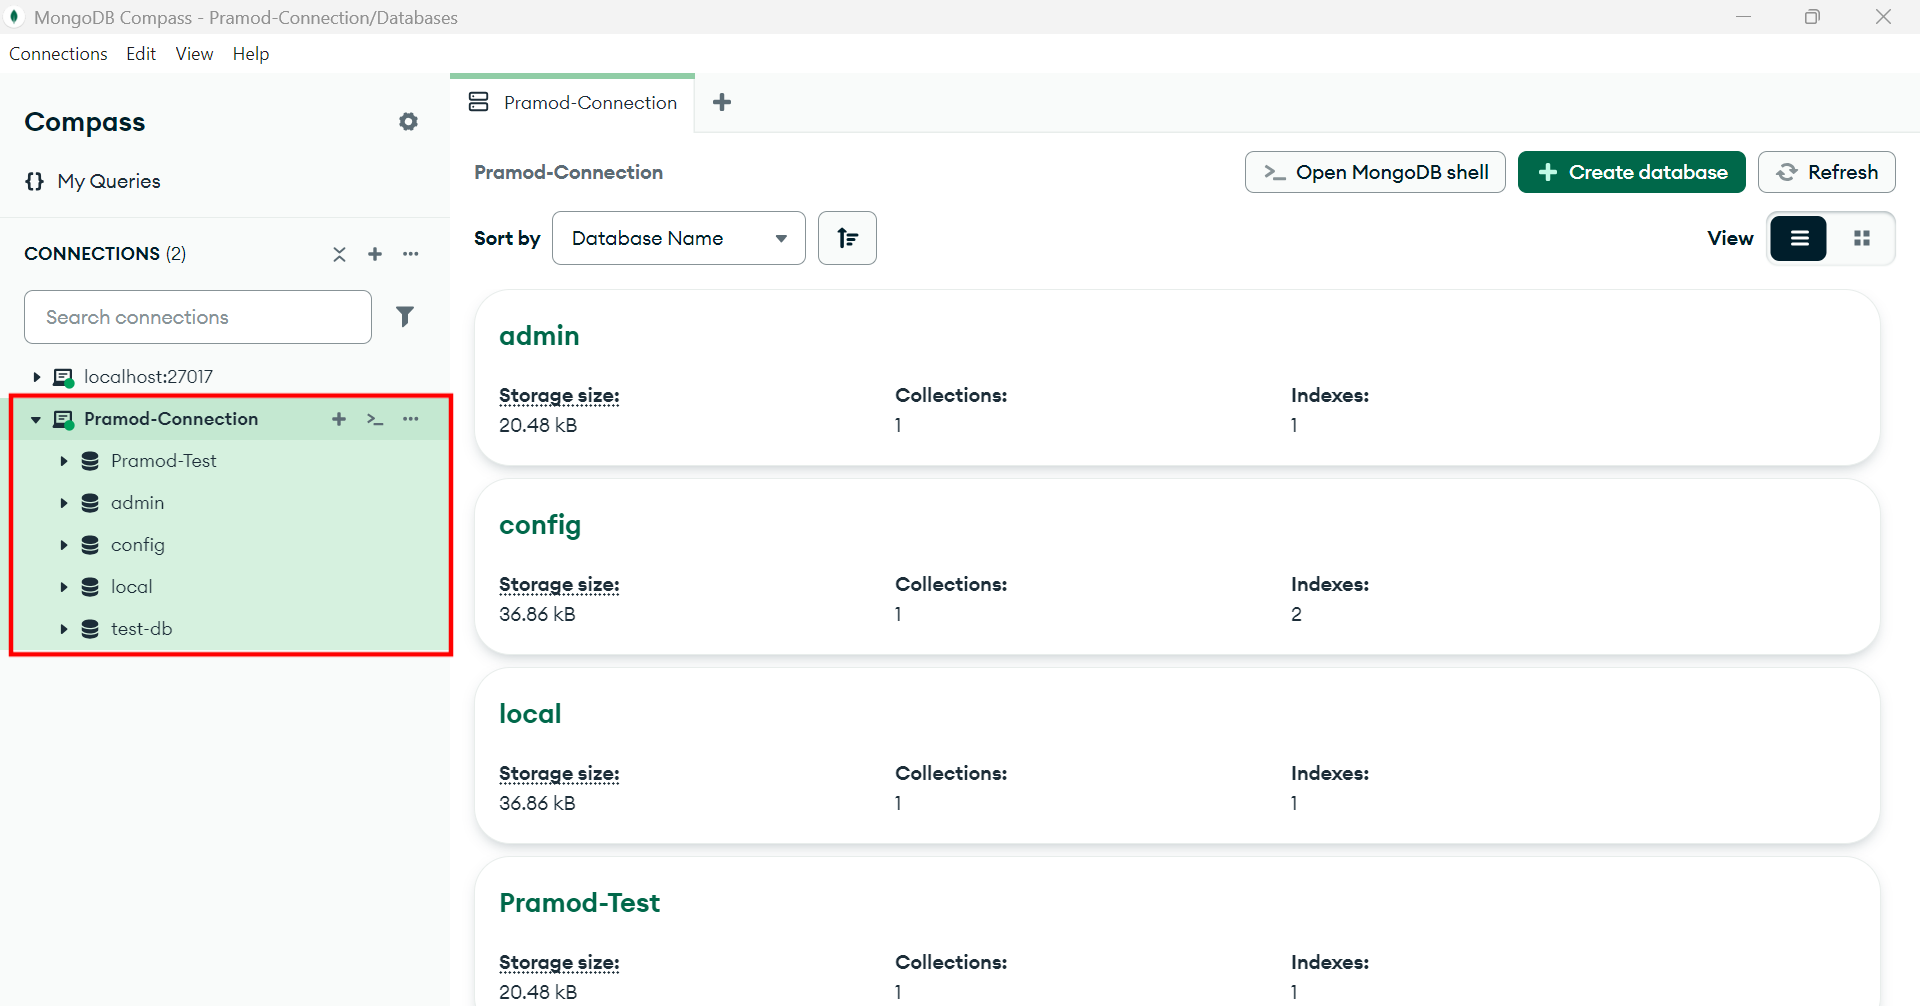 MongoDB Compass - Pramod-Connection/Databases
Connections Edit View Help
Compass
{} My Queries
CONNECTIONS (2)
Search connections
localhost:27017
Pramod-Connection
Pramod-Test
admin
config
local
test-db
Pramod-Connection
Pramod-Connection
>_ Open MongoDB shell
Create database
Refresh
Sort by
Database Name
View
admin
Storage size: Collections: Indexes:
20.48 kB 1 1
config
Storage size: Collections: Indexes:
36.86 kB 1 2
local
Storage size: Collections: Indexes:
36.86 kB 1 1
Pramod-Test
Storage size: Collections: Indexes:
20.48 kB 1 1